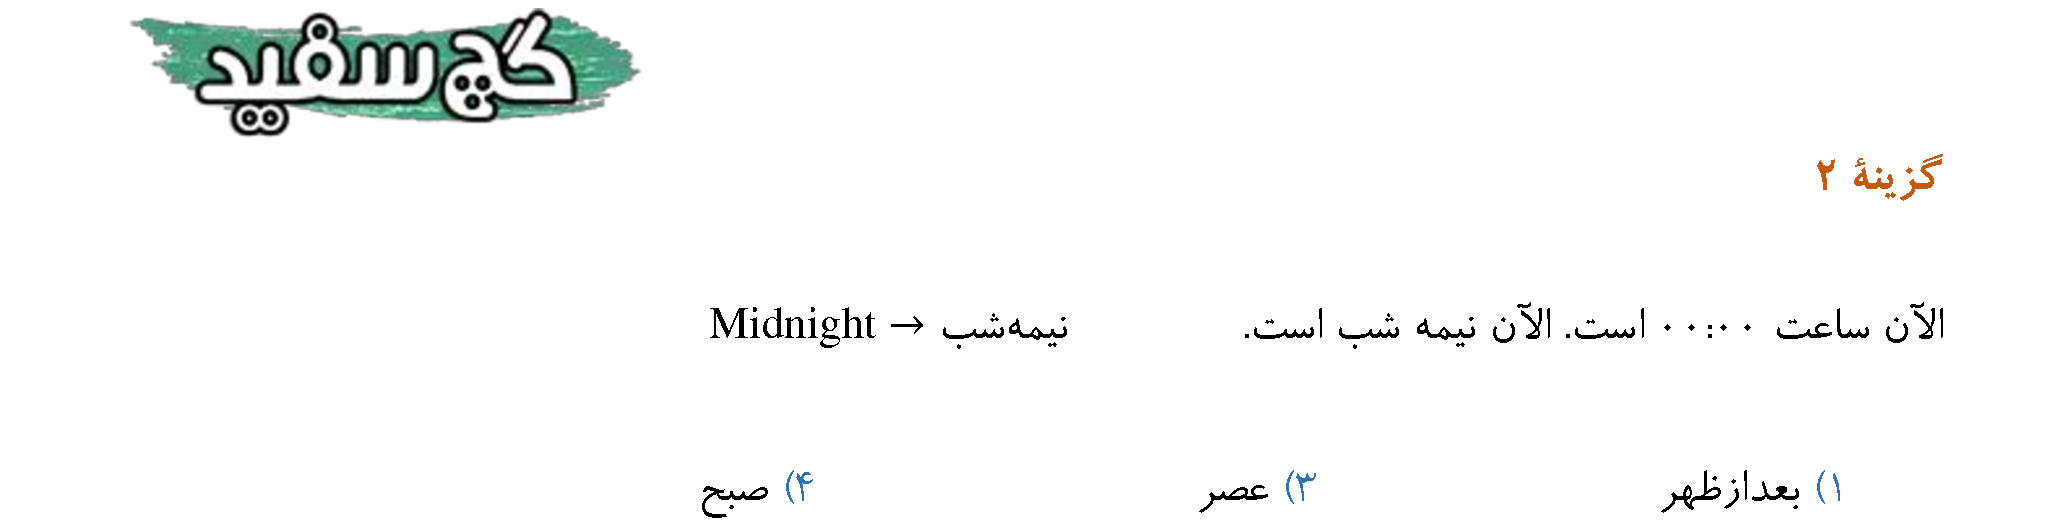 گچ سفید
گزینهٔ ۲
الآن ساعت ۰۰:۰۰ است. الآن نیمه شب است. نیمه‌شب → Midnight
۱) بعدازظهر ۳) عصر ۴) صبح